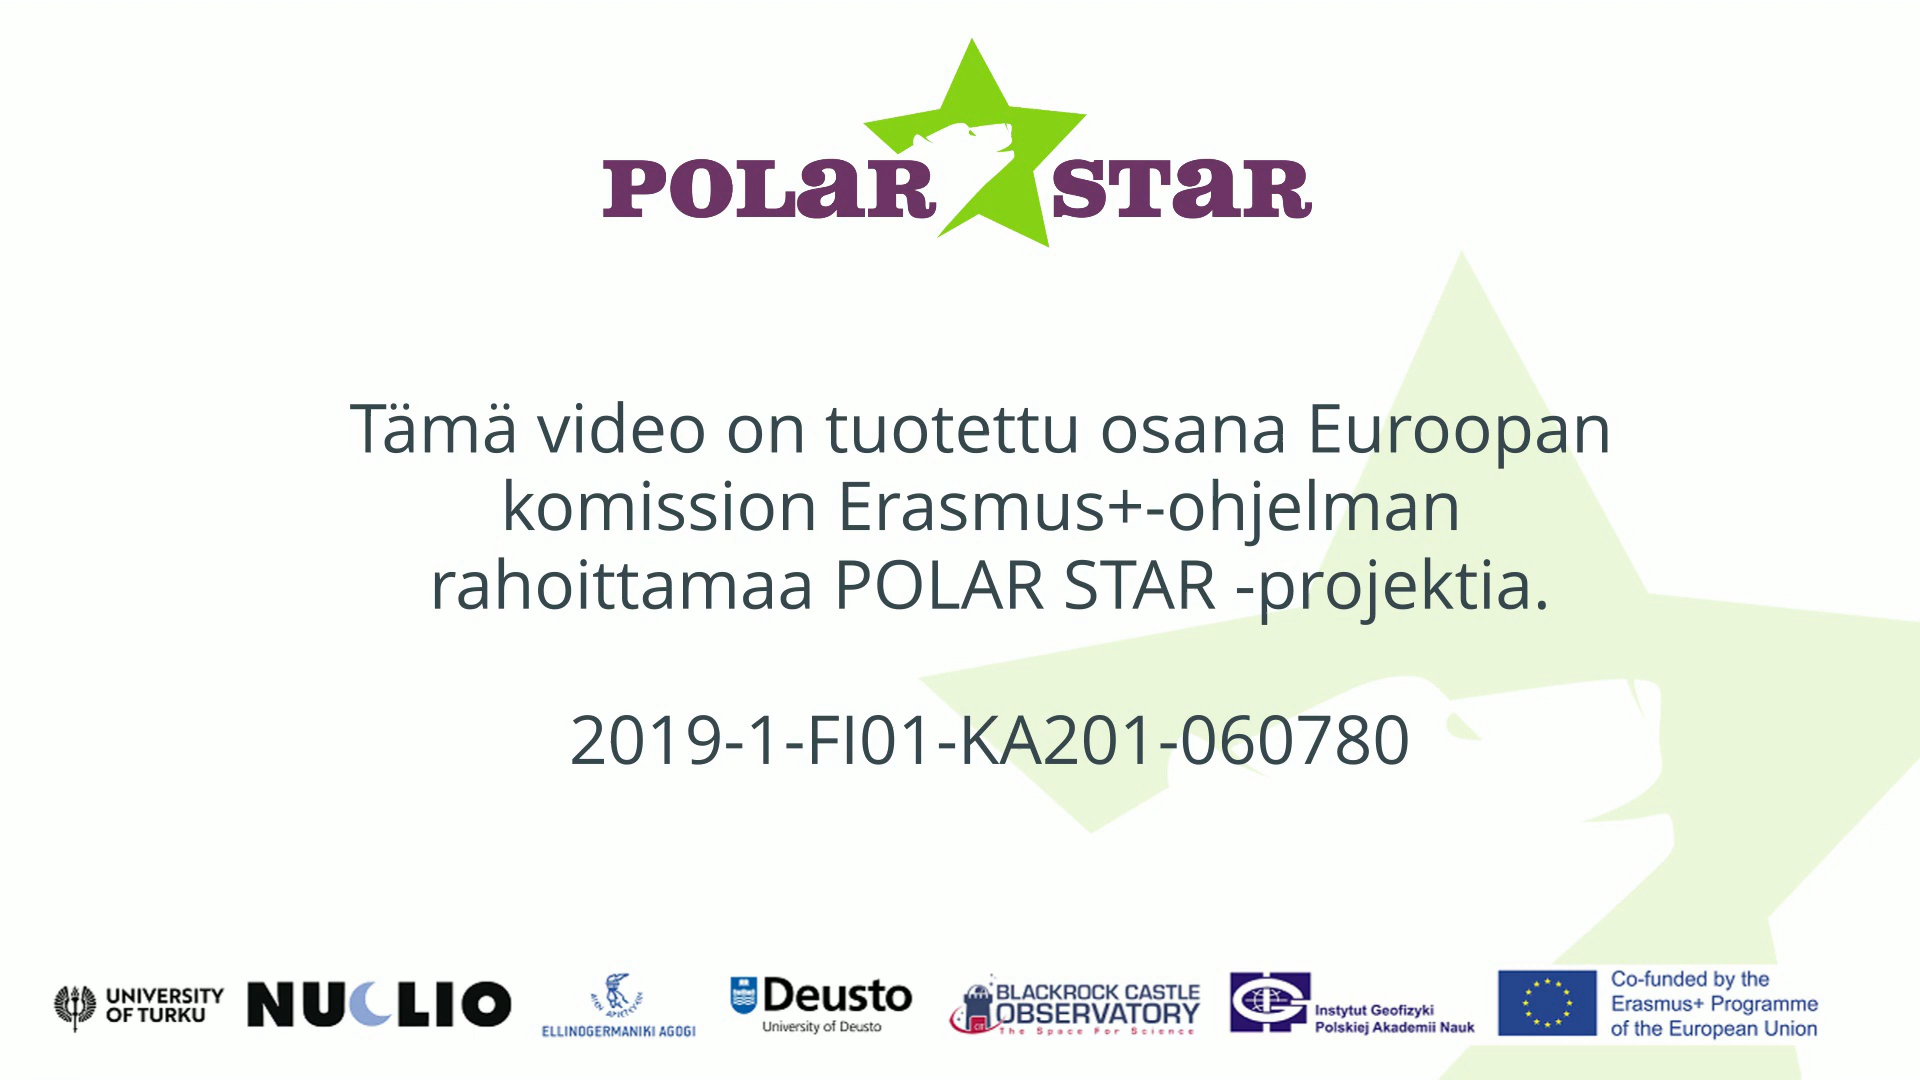 POLAR STAR
Tämä video on tuotettu osana Euroopan
komission Erasmus+-ohjelman
rahoittamaa POLAR STAR -projektia.
2019-1-FI01-KA201-060780
UNIVERSITY
OF TURKU
NUCLIO
ELLINOGERMANIKI AGOGI
Deusto
University of Deusto
BLACKROCK CASTLE
OBSERVATORY
The Space For Science
Instytut Geofizyki
Polskiej Akademii Nauk
Co-funded by the
Erasmus+ Programme
of the European Union